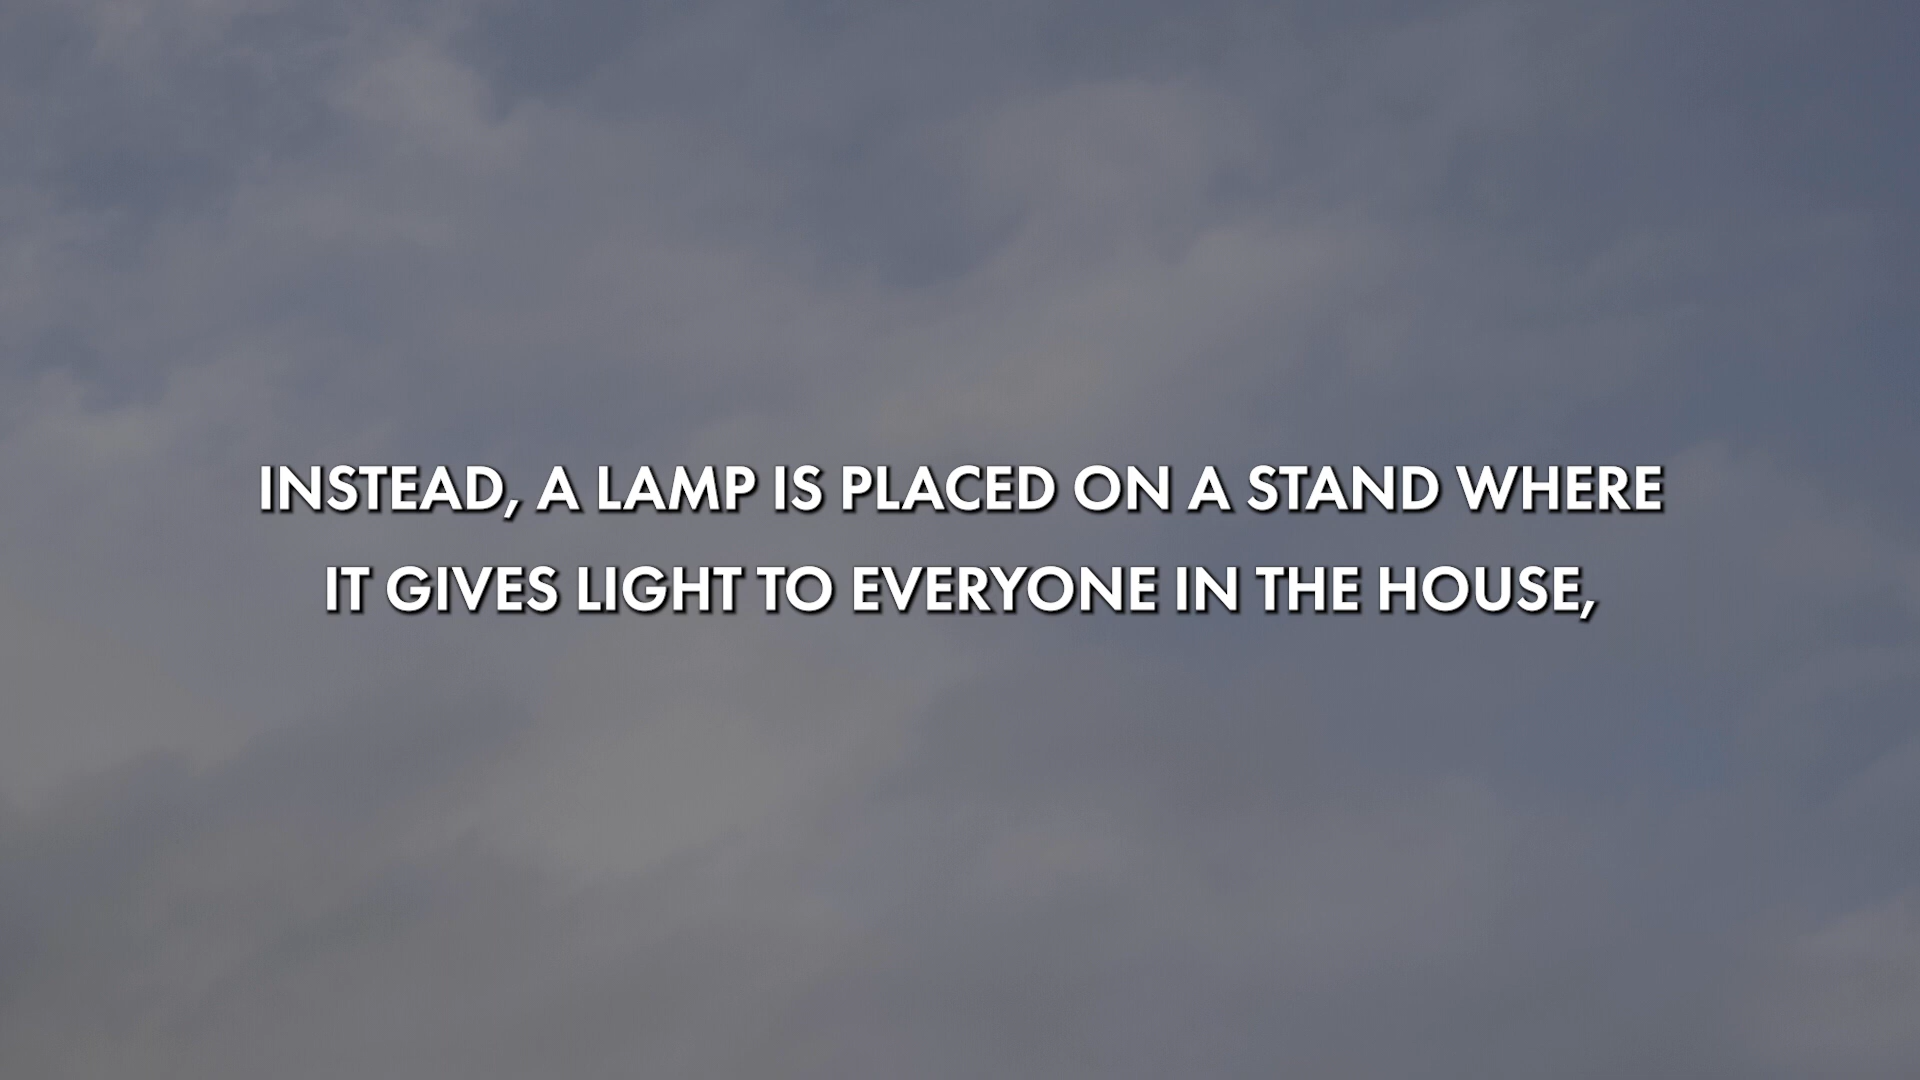 INSTEAD, A LAMP IS PLACED ON A STAND WHERE
IT GIVES LIGHT TO EVERYONE IN THE HOUSE,